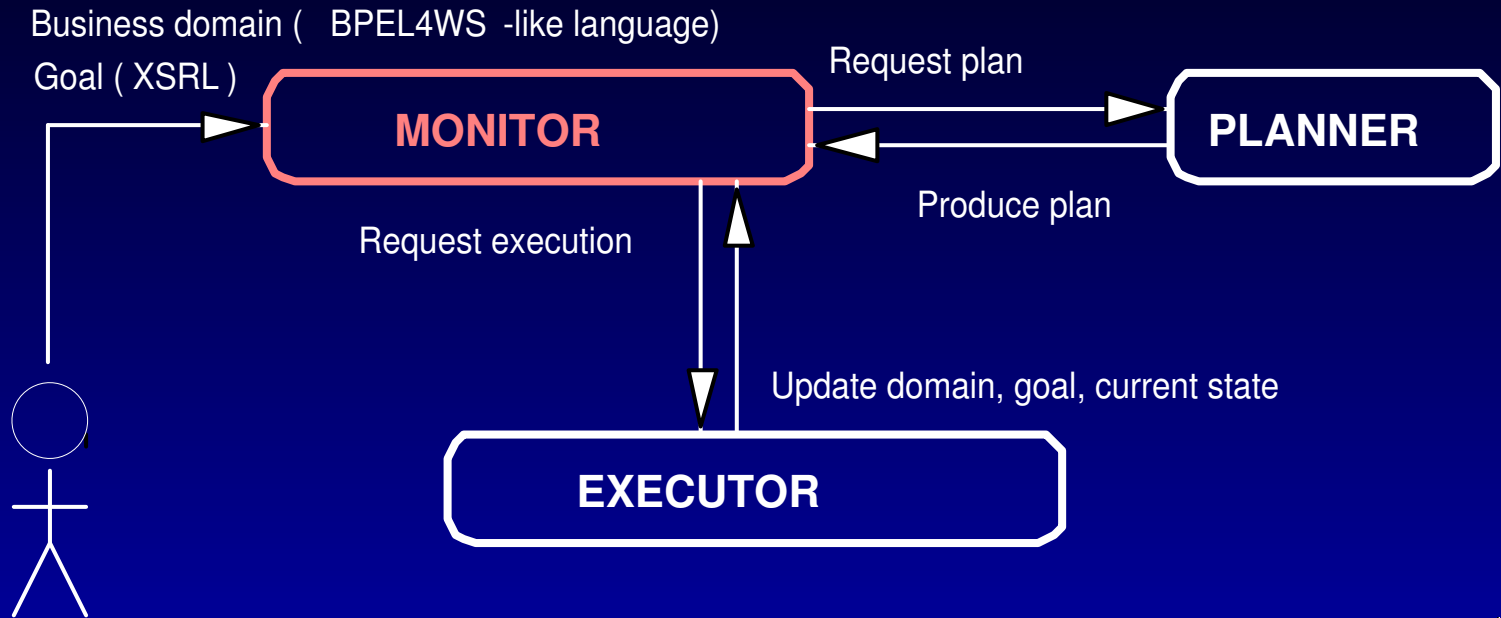 Business domain ( BPEL4WS -like language)
Goal ( XSRL )
Request plan
MONITOR
PLANNER
Produce plan
Request execution
Update domain, goal, current state
EXECUTOR